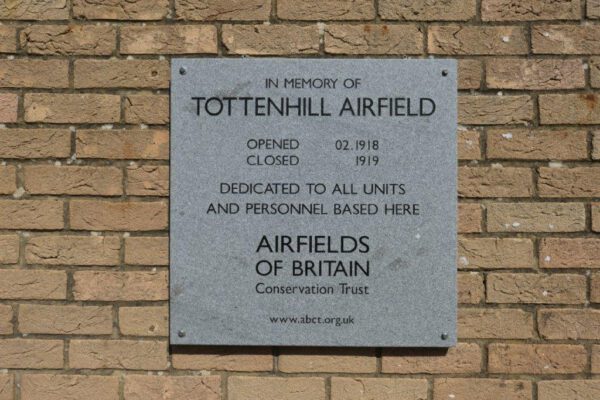 IN MEMORY OF
TOTTENHILL AIRFIELD
OPENED 02.1918
CLOSED 1919
DEDICATED TO ALL UNITS
AND PERSONNEL BASED HERE
AIRFIELDS
OF BRITAIN
Conservation Trust
www.abct.org.uk